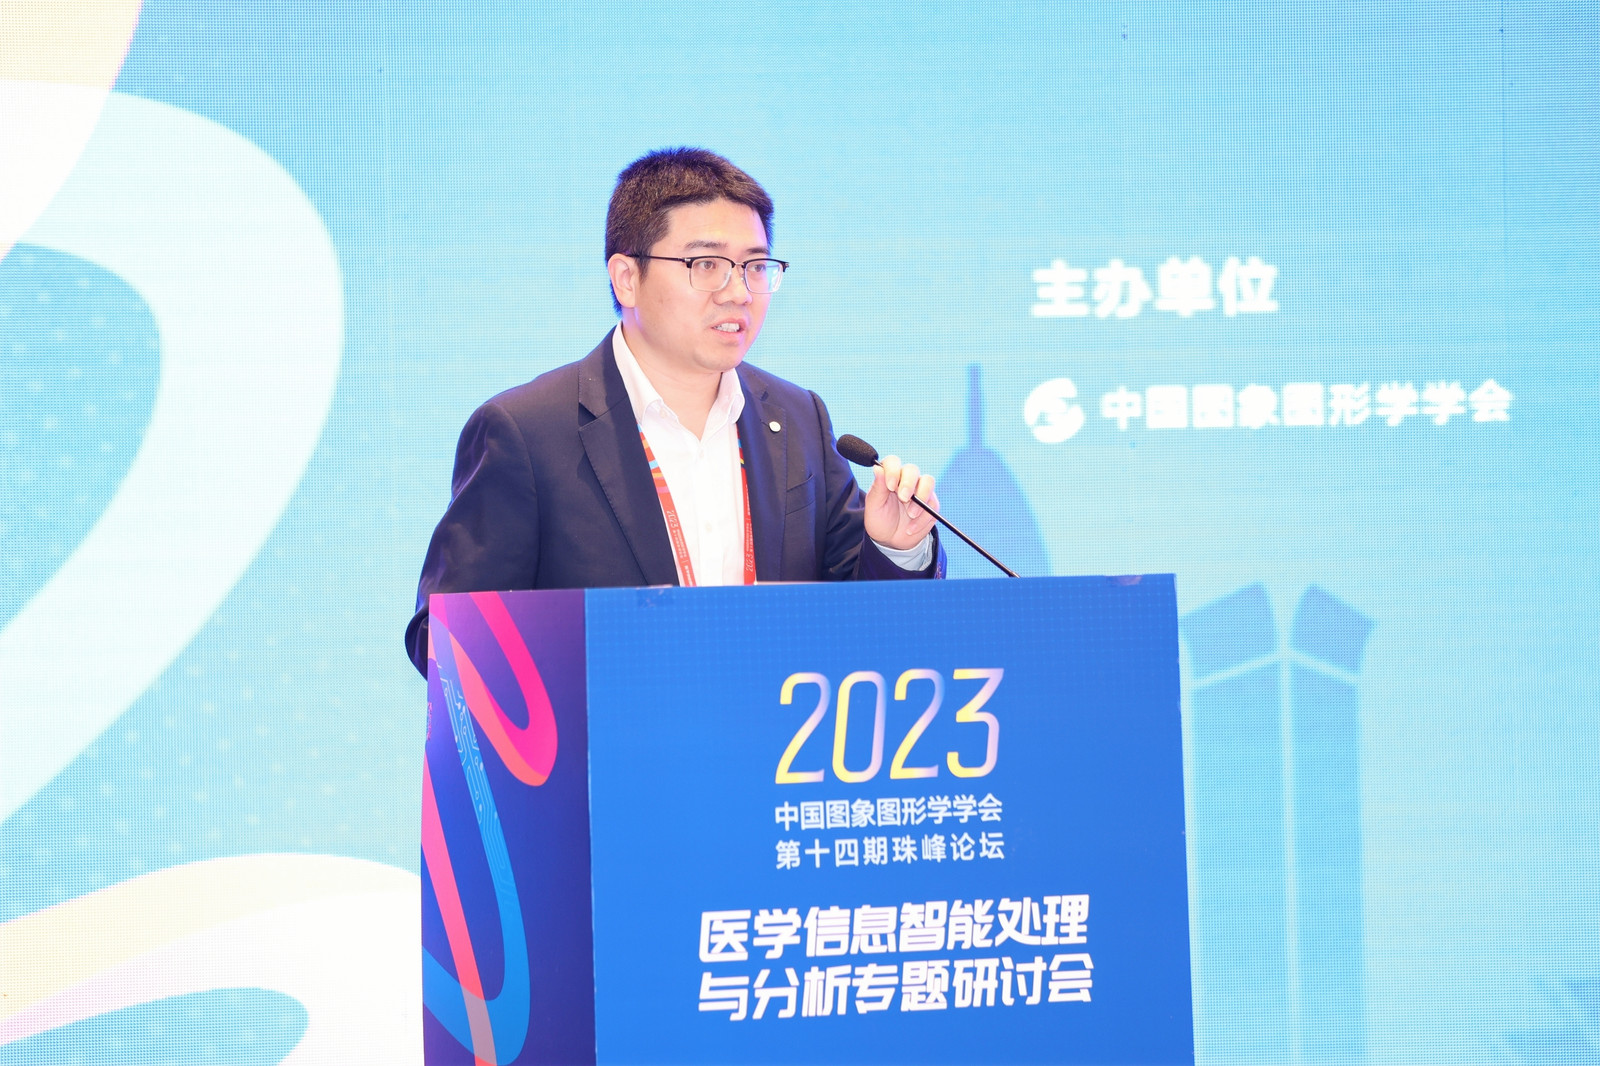 主办单位
中国图象图形学学会
2023
中国图象图形学学会
第十四期珠峰论坛
医学信息智能处理
与分析专题研讨会